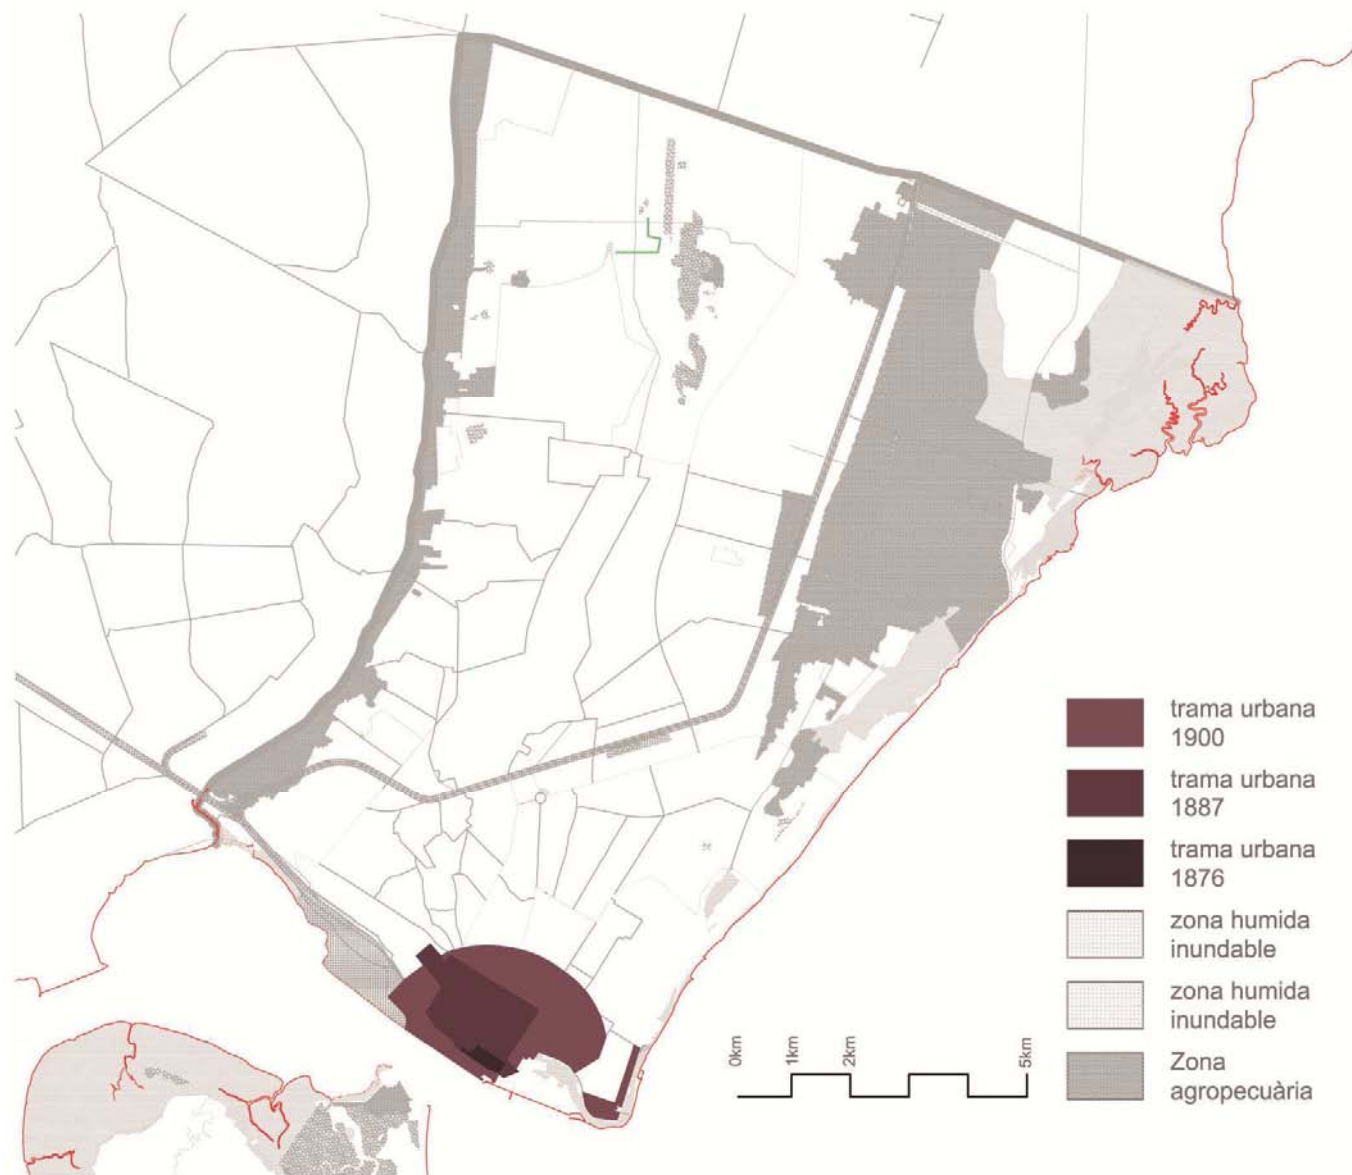 trama urbana
1900
trama urbana
1887
trama urbana
1876
zona humida
inundable
zona humida
inundable
Zona
agropecuària
0km
1km
2km
5km